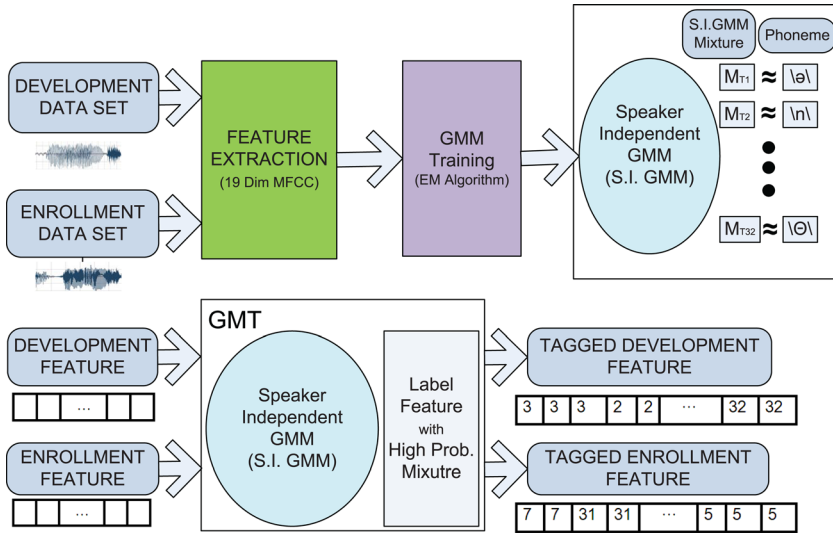 DEVELOPMENT
DATA SET
ENROLLMENT
DATA SET
FEATURE
EXTRACTION
(19 Dim MFCC)
GMM
Training
(EM Algorithm)
Speaker
Independent
GMM
(S.I. GMM)
S.I.GMM
Mixture
Phoneme
MT1 ≈ \ə\
MT2 ≈ \n\
MT32 ≈ \Θ\
GMT
DEVELOPMENT
FEATURE
...
ENROLLMENT
FEATURE
...
Speaker
Independent
GMM
(S.I. GMM)
Label
Feature
with
High Prob.
Mixutre
TAGGED DEVELOPMENT
FEATURE
3 3 3 2 2 ... 32 32
TAGGED ENROLLMENT
FEATURE
7 7 31 31 ... 5 5 5